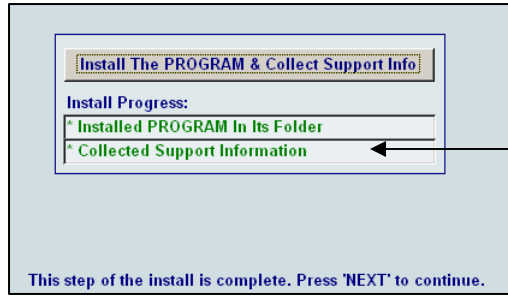 Install The PROGRAM & Collect Support Info
Install Progress:
* Installed PROGRAM In Its Folder
* Collected Support Information
This step of the install is complete. Press 'NEXT' to continue.